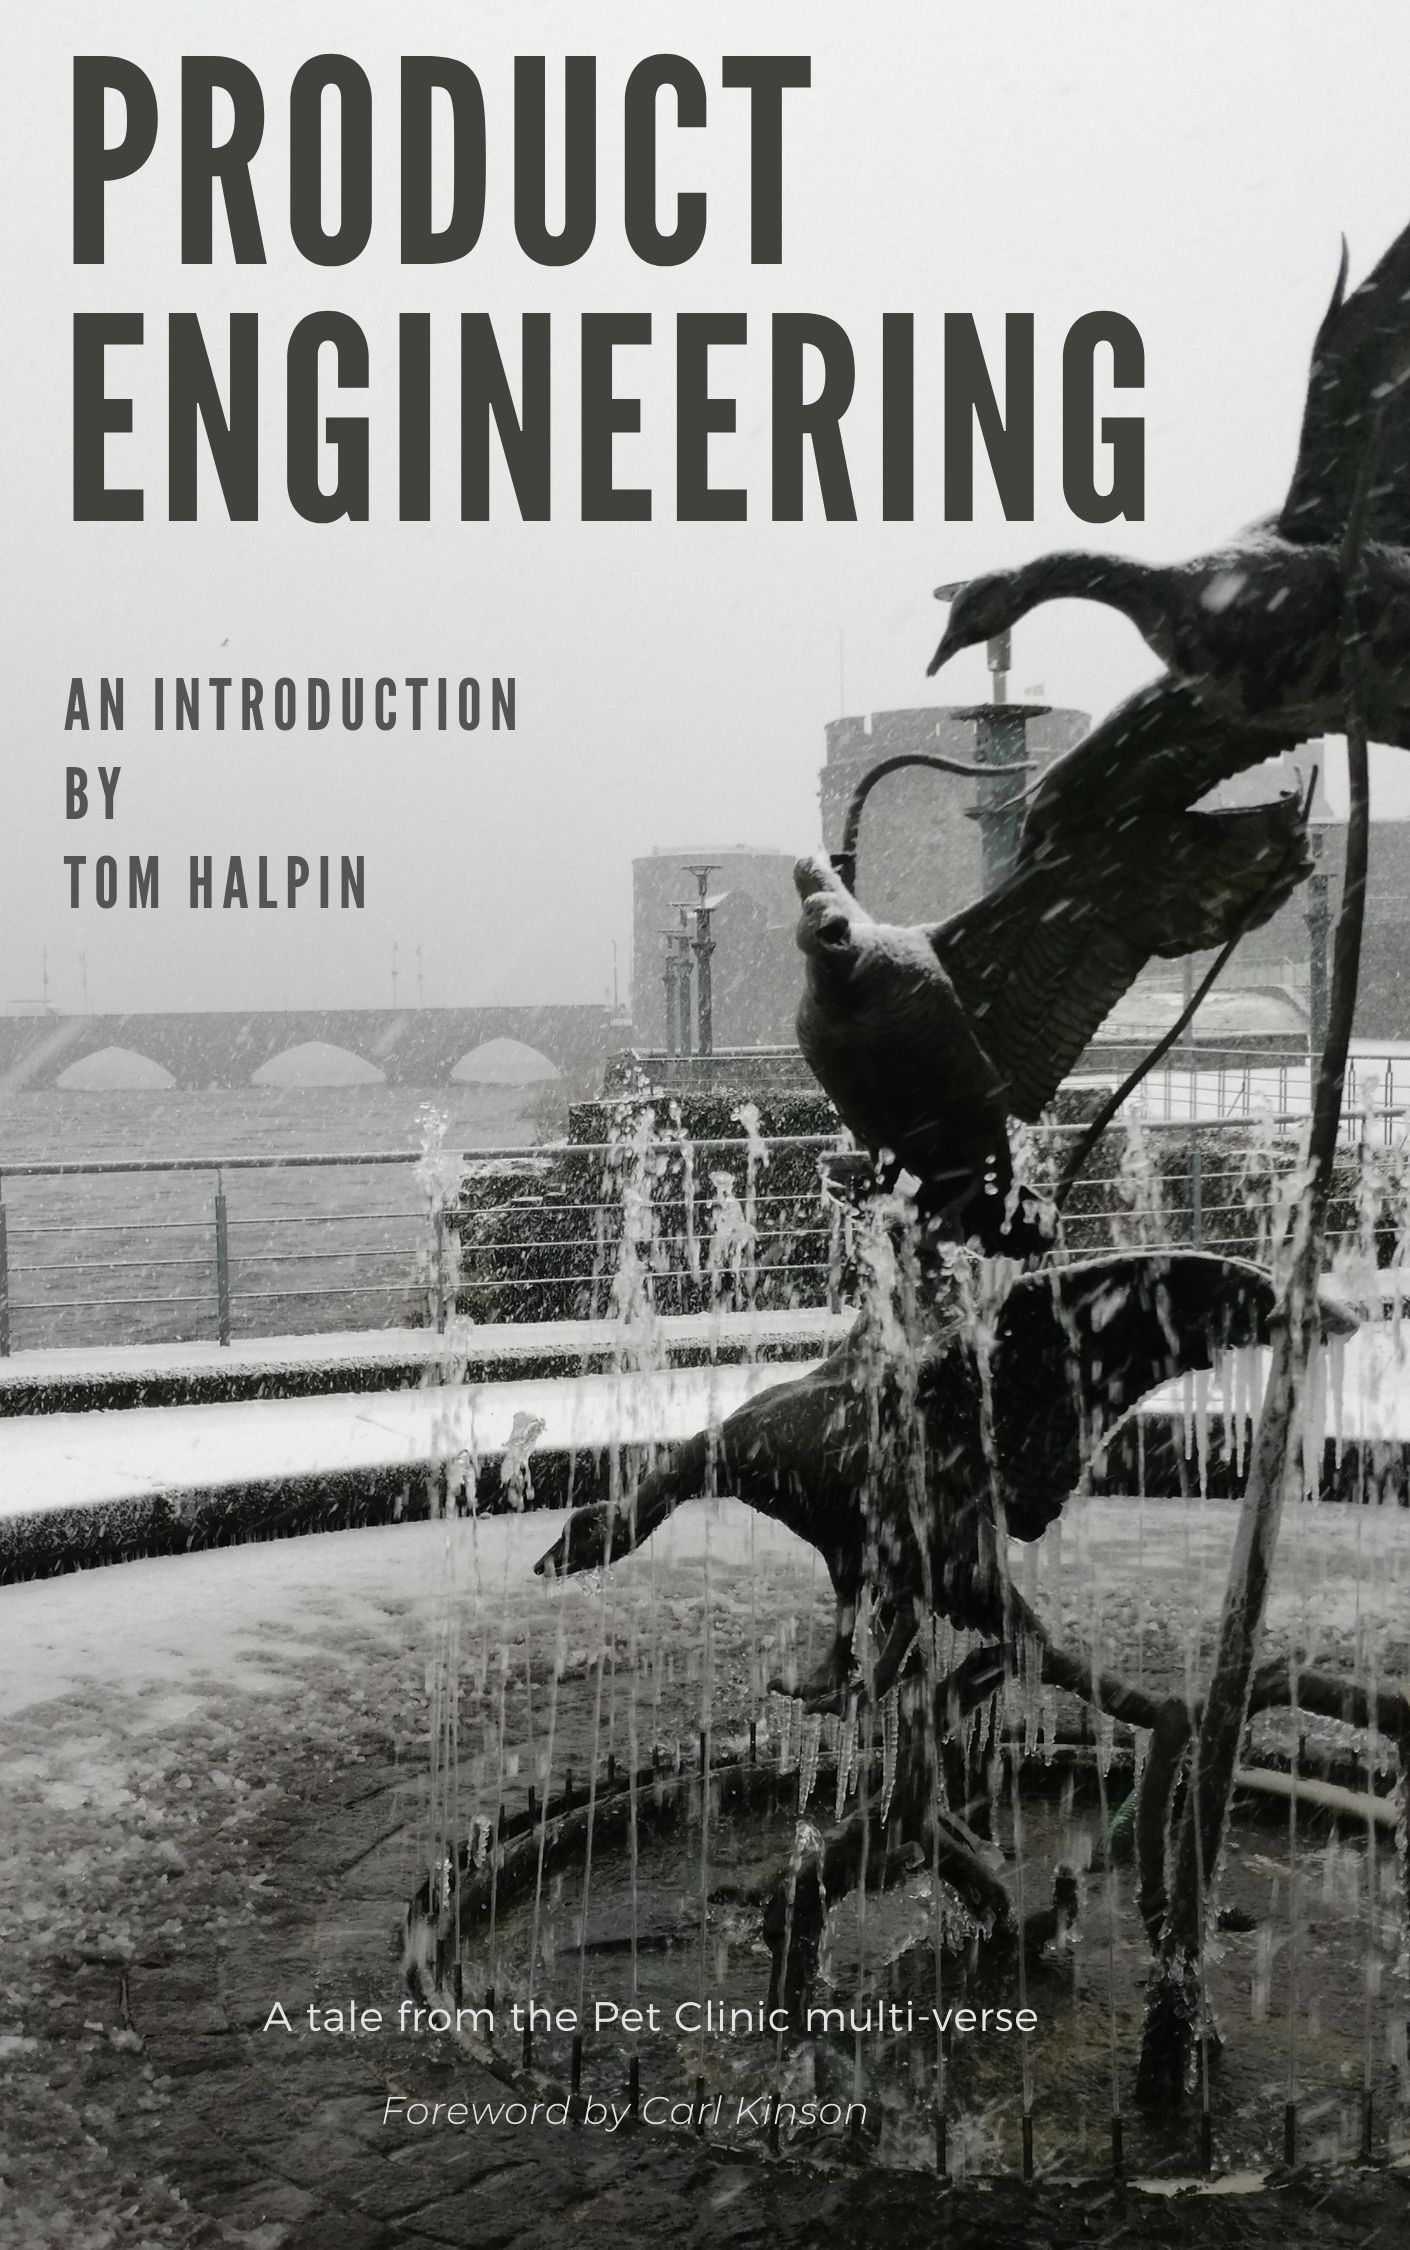 PRODUCT
ENGINEERING
AN INTRODUCTION
BY
TOM HALPIN
A tale from the Pet Clinic multi-verse
Foreword by Carl Kinson